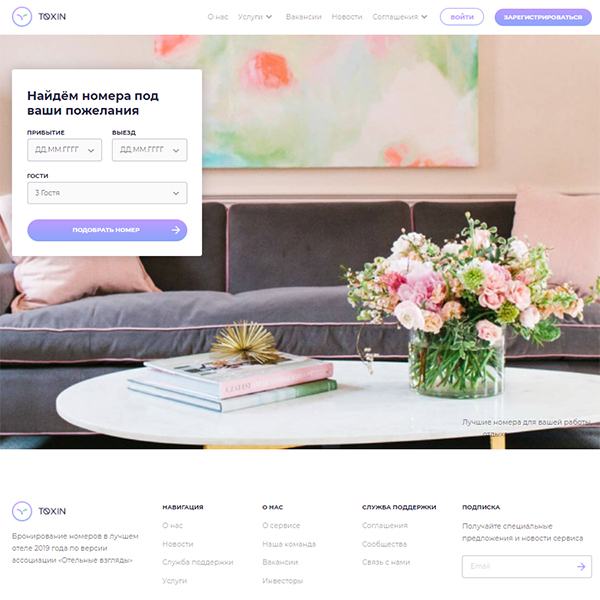 TOXIN
О нас Услуги Вакансии Новости Соглашения ВОЙТИ ЗАРЕГИСТРИРОВАТЬСЯ
Найдём номера под
ваши пожелания
ПРИБЫТИЕ ВЫЕЗД
ДД.ММ.ГГГГ ДД.ММ.ГГГГ
ГОСТИ
3 Гостя
ПОДОБРАТЬ НОМЕР
Лучшие номера для вашей работы,
отдыха
TOXIN
Бронирование номеров в лучшем
отеле 2019 года по версии
ассоциации «Отельные взгляды»
НАВИГАЦИЯ
О нас
Новости
Служба поддержки
Услуги
О НАС
О сервисе
Наша команда
Вакансии
Инвесторы
СЛУЖБА ПОДДЕРЖКИ
Соглашения
Сообщества
Связь с нами
ПОДПИСКА
Получайте специальные
предложения и новости сервиса
Email